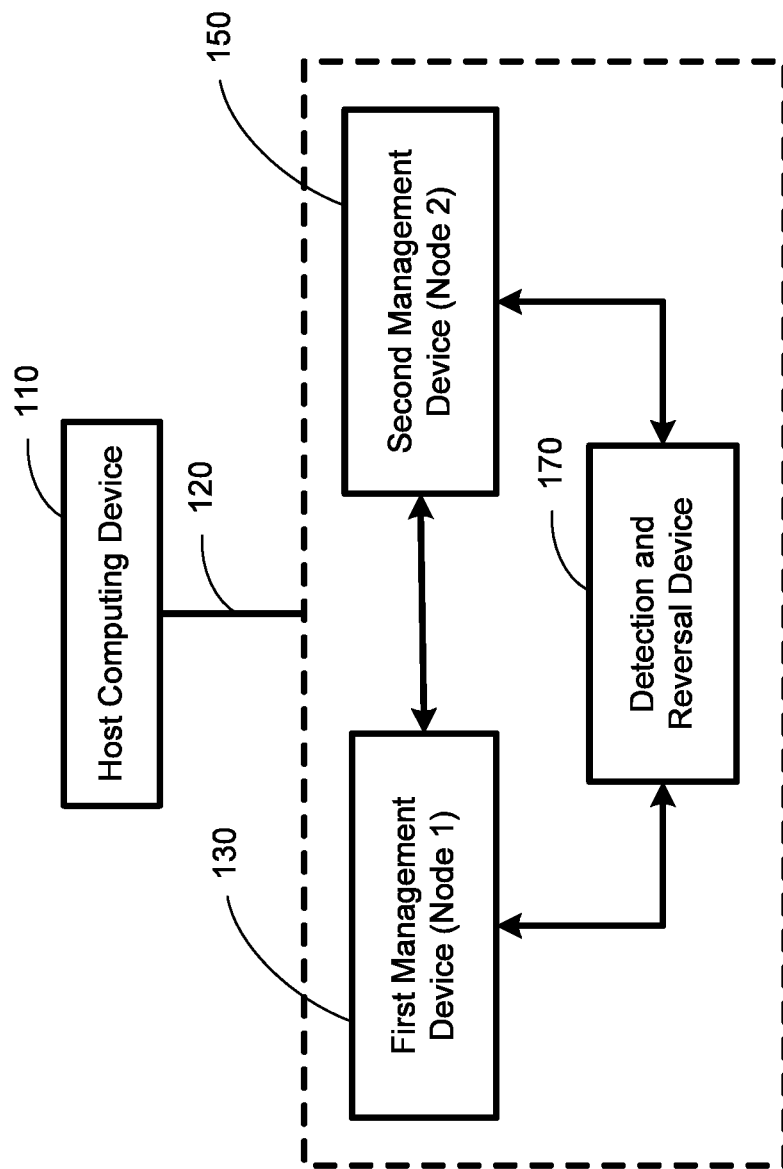 110
Host Computing Device
120
130
First Management
Device (Node 1)
150
Second Management
Device (Node 2)
170
Detection and
Reversal Device